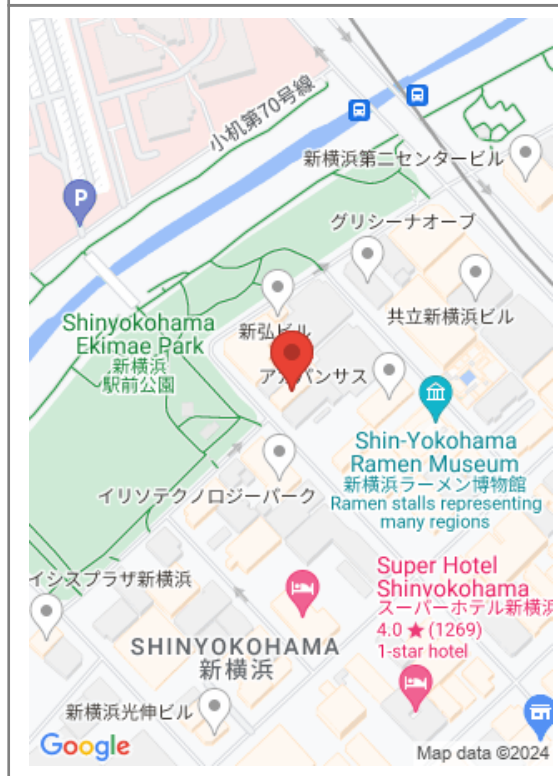 小机第70号線
新横浜第二センタービル
P
グリシーナオーブ
共立新横浜ビル
Shinyokohama
Ekimae Park
新横浜
駅前公園
新弘ビル
Shin-Yokohama
Ramen Museum
新横浜ラーメン博物館
Ramen stalls representing
many regions
イリソテクノロジーパーク
Super Hotel
Shinyokohama
スーパーホテル新横浜
4.0 ★ (1269)
1-star hotel
イシスプラザ新横浜
SHINYOKOHAMA
新横浜
新横浜光伸ビル
Google
Map data ©2024